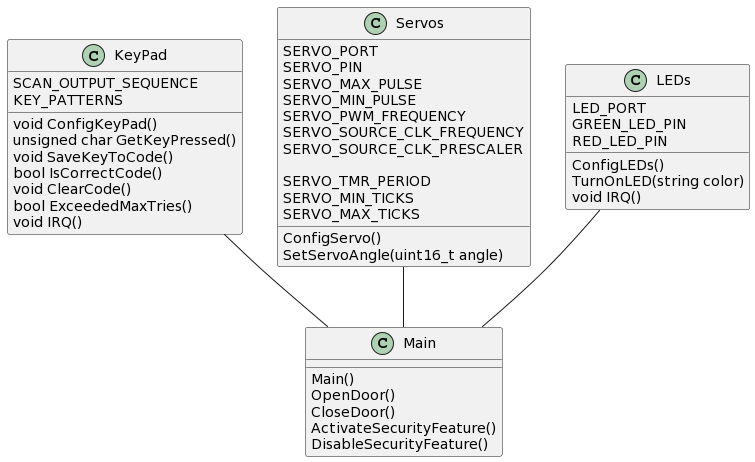 C KeyPad
SCAN_OUTPUT_SEQUENCE
KEY_PATTERNS
void ConfigKeyPad()
unsigned char GetKeyPressed()
void SaveKeyToCode()
bool IsCorrectCode()
void ClearCode()
bool ExceededMaxTries()
void IRQ()
C Servos
SERVO_PORT
SERVO_PIN
SERVO_MAX_PULSE
SERVO_MIN_PULSE
SERVO_PWM_FREQUENCY
SERVO_SOURCE_CLK_FREQUENCY
SERVO_SOURCE_CLK_PRESCALER
SERVO_TMR_PERIOD
SERVO_MIN_TICKS
SERVO_MAX_TICKS
ConfigServo()
SetServoAngle(uint16_t angle)
C LEDs
LED_PORT
GREEN_LED_PIN
RED_LED_PIN
ConfigLEDs()
TurnOnLED(string color)
void IRQ()
C Main
Main()
OpenDoor()
CloseDoor()
ActivateSecurityFeature()
DisableSecurityFeature()